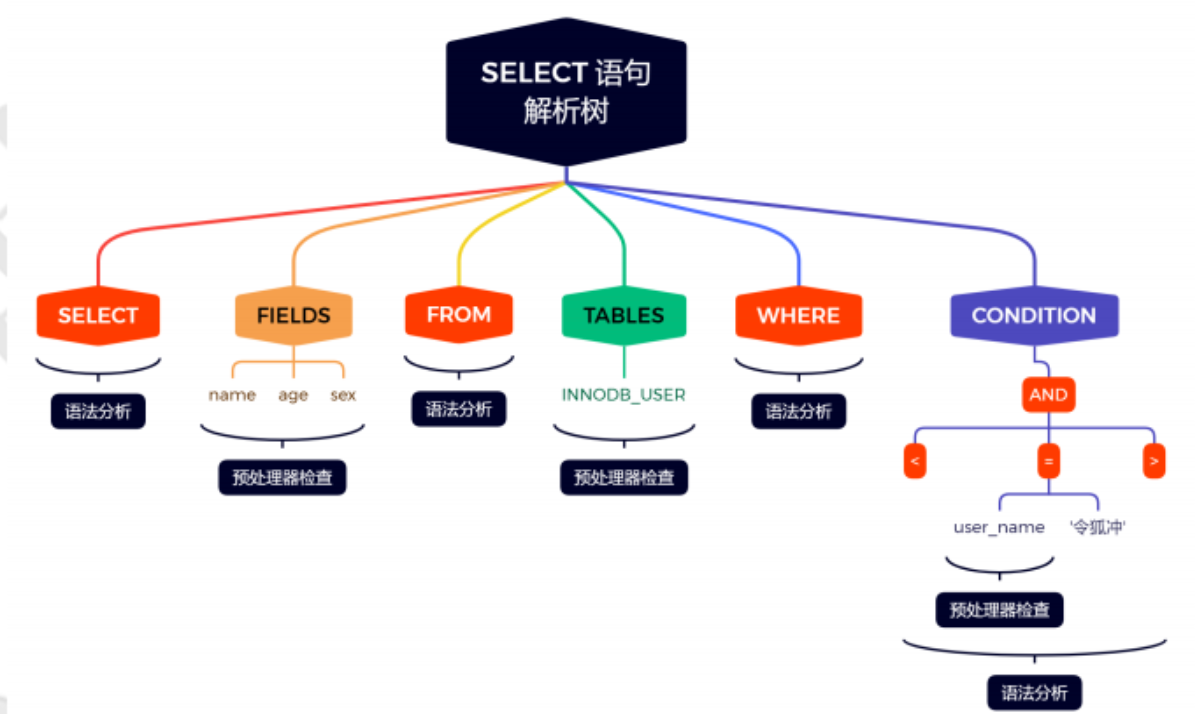 SELECT 语句
解析树
SELECT
FIELDS
FROM
TABLES
WHERE
CONDITION
语法分析
name
age
sex
预处理器检查
语法分析
INNODB_USER
预处理器检查
语法分析
AND
<
=
>
user_name
'令狐冲'
预处理器检查
语法分析